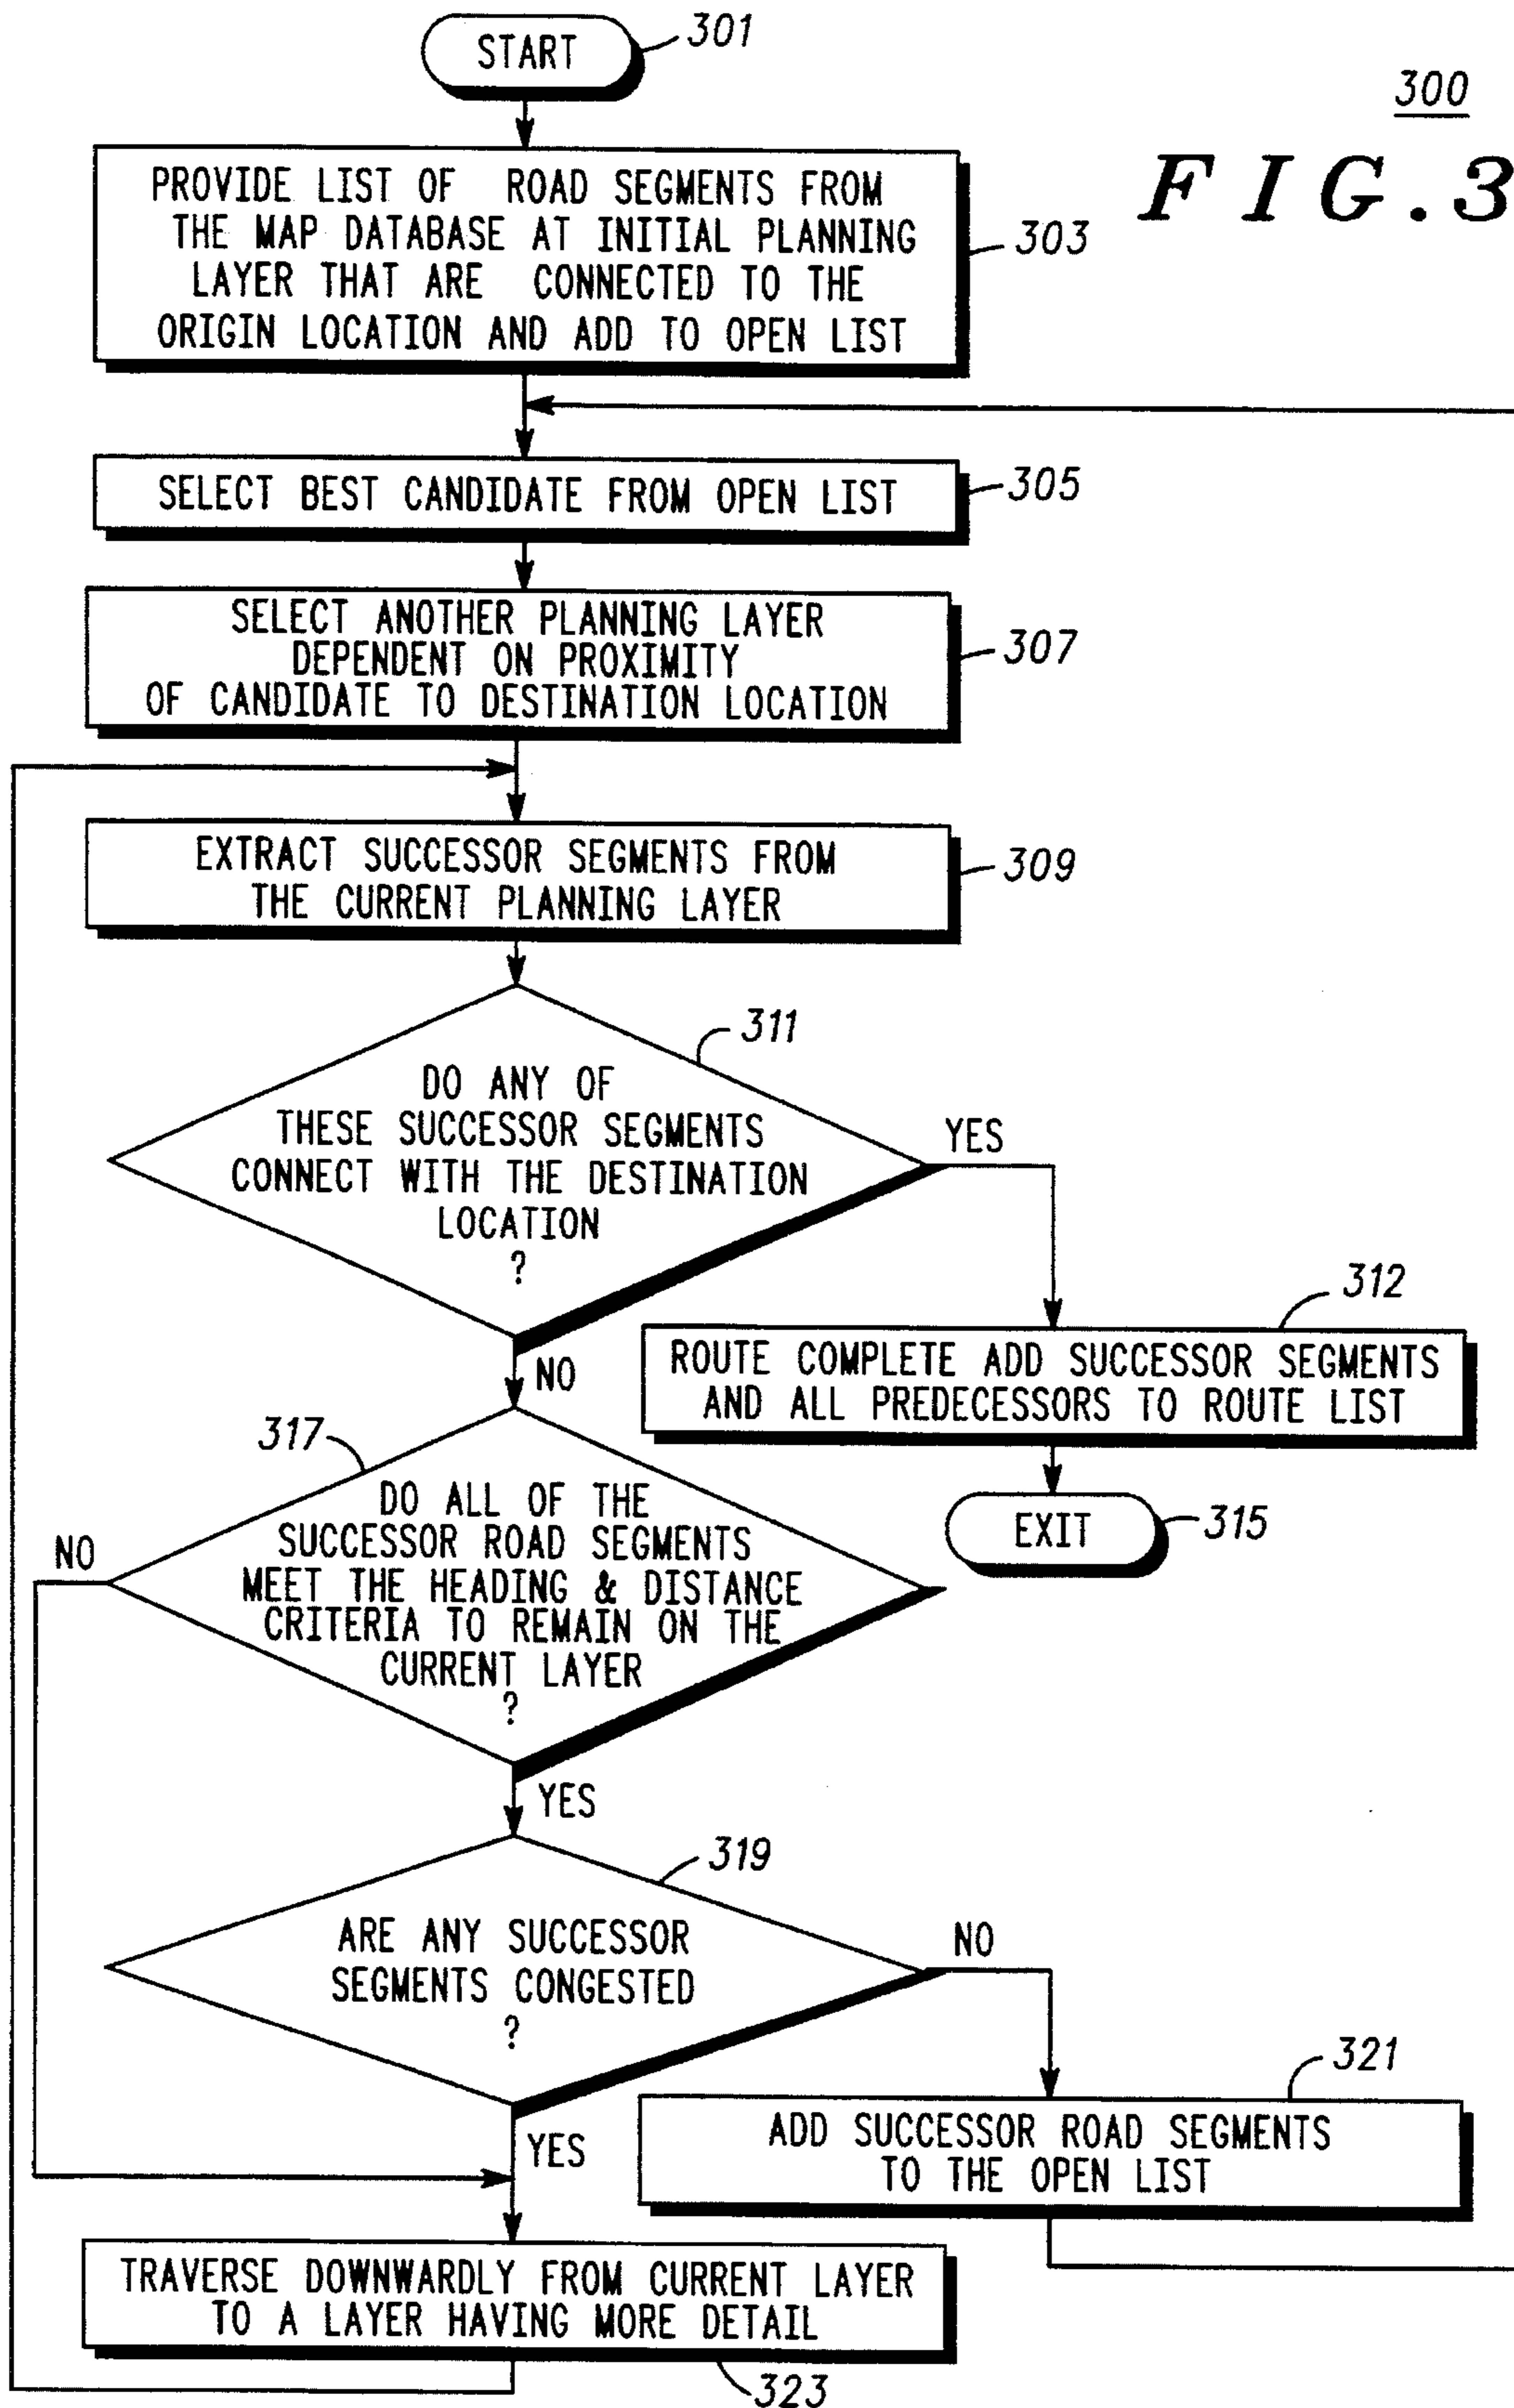 START
301
300
FIG.3
PROVIDE LIST OF ROAD SEGMENTS FROM
THE MAP DATABASE AT INITIAL PLANNING
LAYER THAT ARE CONNECTED TO THE
ORIGIN LOCATION AND ADD TO OPEN LIST
303
SELECT BEST CANDIDATE FROM OPEN LIST
305
SELECT ANOTHER PLANNING LAYER
DEPENDENT ON PROXIMITY
OF CANDIDATE TO DESTINATION LOCATION
307
EXTRACT SUCCESSOR SEGMENTS FROM
THE CURRENT PLANNING LAYER
309
311
DO ANY OF
THESE SUCCESSOR SEGMENTS
CONNECT WITH THE DESTINATION
LOCATION
?
YES
NO
312
ROUTE COMPLETE ADD SUCCESSOR SEGMENTS
AND ALL PREDECESSORS TO ROUTE LIST
EXIT
315
317
DO ALL OF THE
SUCCESSOR ROAD SEGMENTS
MEET THE HEADING & DISTANCE
CRITERIA TO REMAIN ON THE
CURRENT LAYER
?
NO
YES
319
ARE ANY SUCCESSOR
SEGMENTS CONGESTED
?
NO
YES
321
ADD SUCCESSOR ROAD SEGMENTS
TO THE OPEN LIST
TRAVERSE DOWNWARDLY FROM CURRENT LAYER
TO A LAYER HAVING MORE DETAIL
323